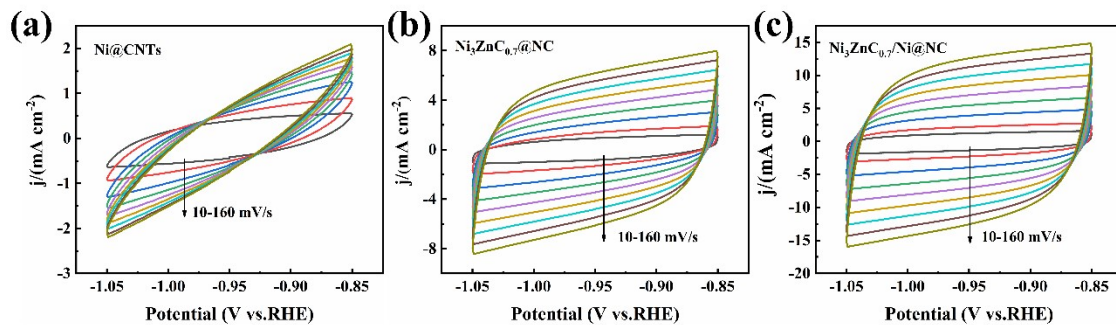 (a)
Ni@CNTs
j/(mA cm⁻²)
3
2
1
0
-1
-2
-3
10-160 mV/s
-1.05 -1.00 -0.95 -0.90 -0.85
Potential (V vs.RHE)
(b)
Ni₃ZnC₀.₇@NC
j/(mA cm⁻²)
8
4
0
-4
-8
10-160 mV/s
-1.05 -1.00 -0.95 -0.90 -0.85
Potential (V vs.RHE)
(c)
Ni₃ZnC₀.₇/Ni@NC
j/(mA cm⁻²)
15
10
5
0
-5
-10
-15
-20
10-160 mV/s
-1.05 -1.00 -0.95 -0.90 -0.85
Potential (V vs.RHE)